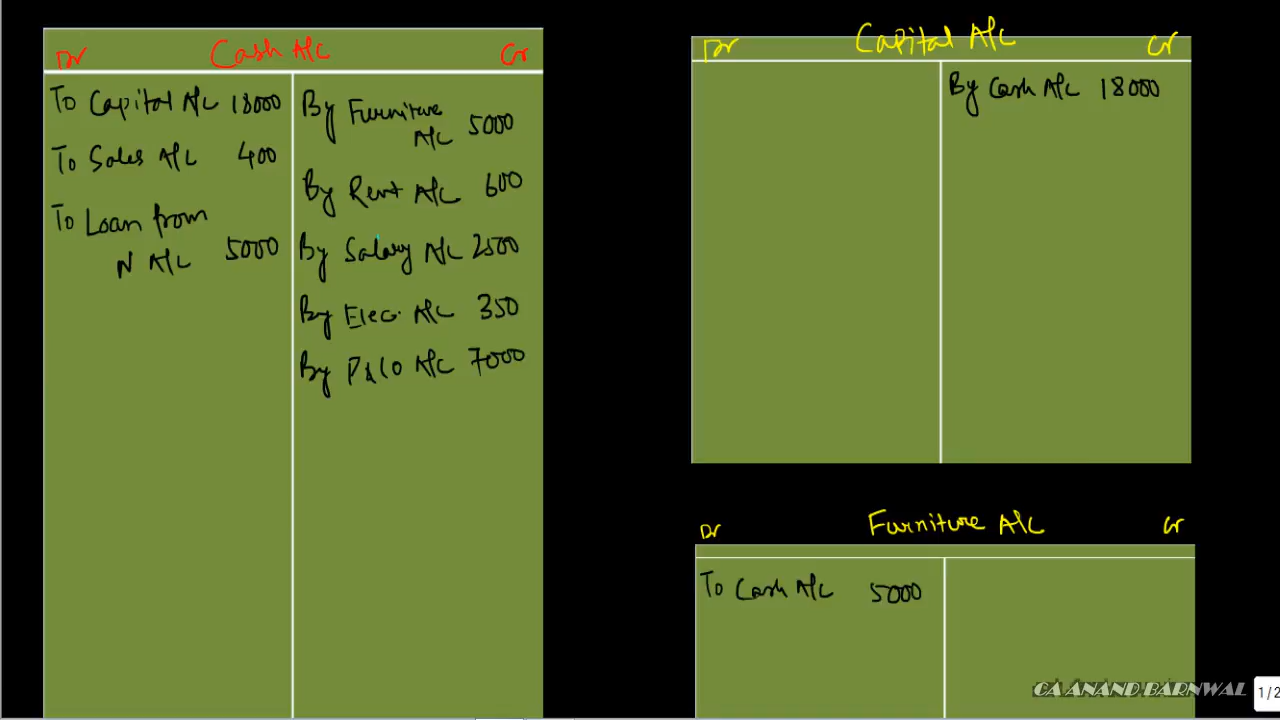 Dr Cash A/c Cr
To Capital A/c 18000
To Sales A/c 400
To Loan from
N A/c 5000
By Furniture
A/c 5000
By Rent A/c 600
By Salary A/c 2500
By Elec. A/c 350
By A/c 7000
Dr Capital A/c Cr
By Cash A/c 18000
Dr Furniture A/c Cr
To Cash A/c 5000
CA ANAND BARNWAL
1/2